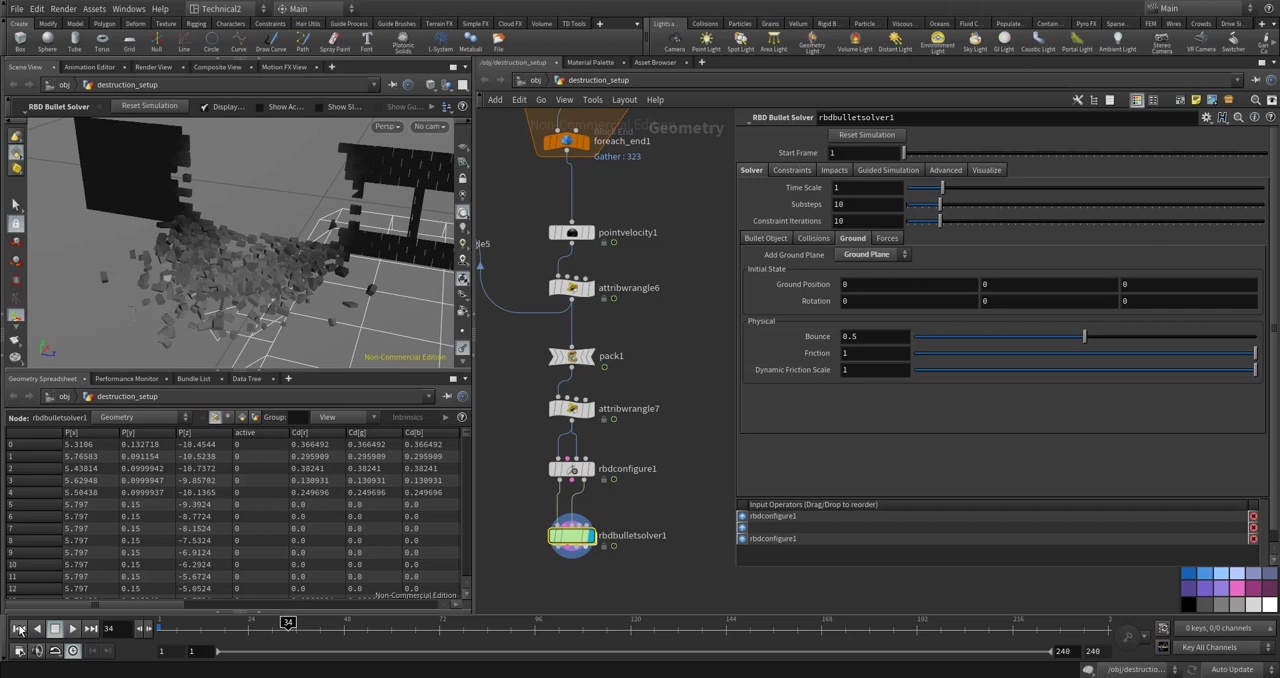 File Edit Render Assets Windows Help Technical2 Main Main
Create Modify Model Polygon Deform Texture Rigging Characters Constraints Hair Utils Guide Process Guide Brushes Terrain FX Simple FX Cloud FX Volume TD Tools
Lights a... Collisions Particles Grains Vellum Rigid B... Particle... Viscous... Oceans Fluid C... Populate... Contain... Pyro FX Sparse... FEM Wires Crowds Drive Si...
Box Sphere Tube Torus Grid Null Line Circle Curve Draw Curve Path Spray Paint Font Platonic Solids L-System Metaball File
Camera Point Light Spot Light Area Light Geometry Light Volume Light Distant Light Environment Light Sky Light GI Light Caustic Light Portal Light Ambient Light Stereo Camera VR Camera Switcher
Scene View Animation Editor Render View Composite View Motion FX View
obj destruction_setup
RBD Bullet Solver Reset Simulation Display... Show Ac... Show Si... Show Gu...
Persp No cam
Non-Commercial Edition
Geometry Spreadsheet Performance Monitor Bundle List Data Tree
obj destruction_setup
Node: rbdbulletsolver1 Geometry Group: View Intrinsics
P[x] P[y] P[z] active Cd[r] Cd[g] Cd[b]
0 5.3106 0.132718 -10.4544 0 0.366492 0.366492 0.366492
1 5.76583 0.091154 -10.5238 0 0.295909 0.295909 0.295909
2 5.43814 0.0999942 -10.7372 0 0.38241 0.38241 0.38241
3 5.62948 0.0999942 -9.85702 0 0.130931 0.130931 0.130931
4 5.50438 0.0999937 -10.1365 0 0.249696 0.249696 0.249696
5 5.797 0.15 -9.3924 0 0.0 0.0 0.0
6 5.797 0.15 -8.7724 0 0.0 0.0 0.0
7 5.797 0.15 -8.1524 0 0.0 0.0 0.0
8 5.797 0.15 -7.5324 0 0.0 0.0 0.0
9 5.797 0.15 -6.9124 0 0.0 0.0 0.0
10 5.797 0.15 -6.2924 0 0.0 0.0 0.0
11 5.797 0.15 -5.6724 0 0.0 0.0 0.0
12 5.797 0.15 -5.0524 0 0.0 0.0 0.0
Non-Commercial Edition
/obj/destruction_setup Material Palette Asset Browser
obj destruction_setup
Add Edit Go View Tools Layout Help
Non-Commercial Edition
Geometry
Block End
foreach_end1
Gather : 323
pointvelocity1
gle5
attribwrangle6
pack1
attribwrangle7
rbdconfigure1
rbdbulletsolver1
RBD Bullet Solver rbdbulletsolver1
Reset Simulation
Start Frame 1
Solver Constraints Impacts Guided Simulation Advanced Visualize
Time Scale 1
Substeps 10
Constraint Iterations 10
Bullet Object Collisions Ground Forces
Add Ground Plane Ground Plane
Initial State
Ground Position 0 0 0
Rotation 0 0 0
Physical
Bounce 0.5
Friction 1
Dynamic Friction Scale 1
Input Operators (Drag/Drop to reorder)
rbdconfigure1
rbdconfigure1
34 1 24 34 48 72 96 120 144 168 192 2
1 1 240 240
0 keys, 0/0 channels
Key All Channels
/obj/destructio... Auto Update